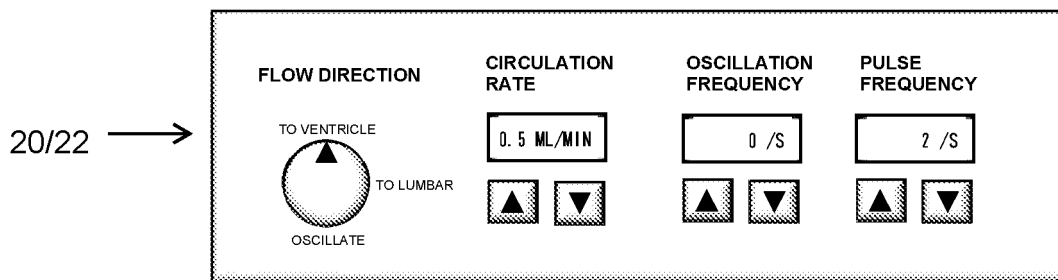 20/22
FLOW DIRECTION
TO VENTRICLE
TO LUMBAR
OSCILLATE
CIRCULATION
RATE
0.5 ML/MIN
OSCILLATION
FREQUENCY
0 /S
PULSE
FREQUENCY
2 /S